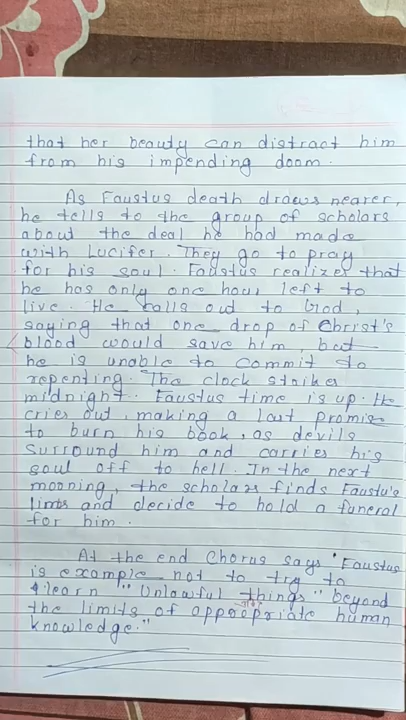 that her beauty can distract him
from his impending doom.
As Faustus death draws nearer,
he tells to the group of scholars
about the deal he had made
with Lucifer. They go to pray
for his soul. Faustus realizes that
he has only one hour left to
live. He calls out to God,
saying that one drop of Christ's
blood would save him, but
he is unable to commit to
repenting. The clock strikes
midnight. Faustus time is up. He
cries out, making a last promise
to burn his book, as devils
surround him and carries his
soul off to hell. In the next
mooning, the scholars finds Faustu's
limbs and decide to hold a funeral
for him.
At the end Chorus says "Faustus
is example not to try to
learn "Unlawful things" beyond
the limits of appropriate human
knowledge."